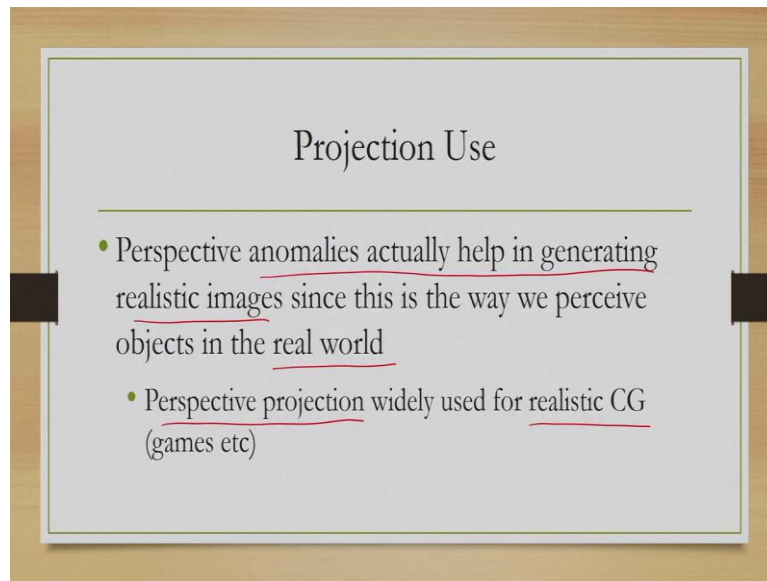 Projection Use
• Perspective anomalies actually help in generating
realistic images since this is the way we perceive
objects in the real world
• Perspective projection widely used for realistic CG
(games etc)